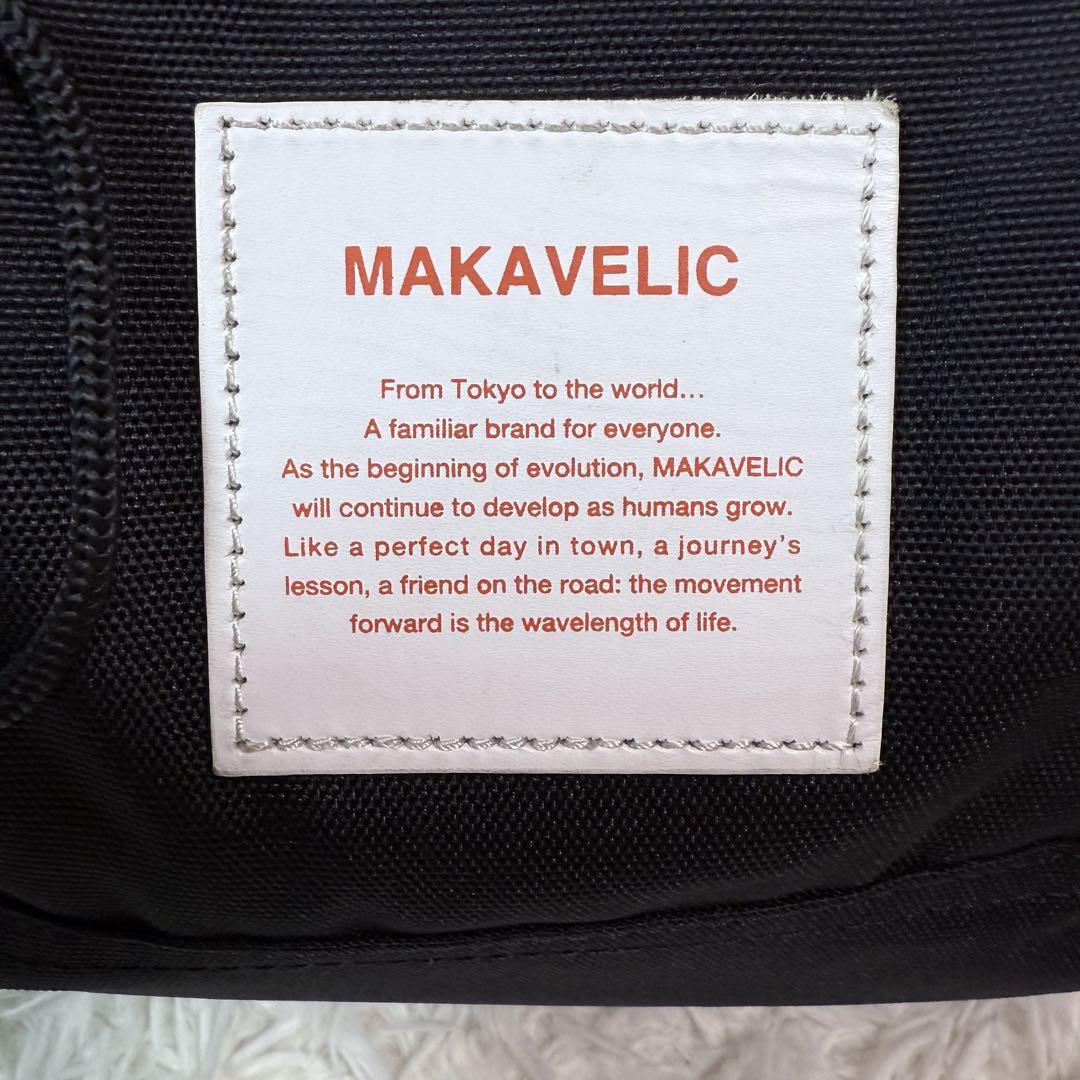 MAKAVELIC
From Tokyo to the world...
A familiar brand for everyone.
As the beginning of evolution, MAKAVELIC
will continue to develop as humans grow.
Like a perfect day in town, a journey's
lesson, a friend on the road: the movement
forward is the wavelength of life.